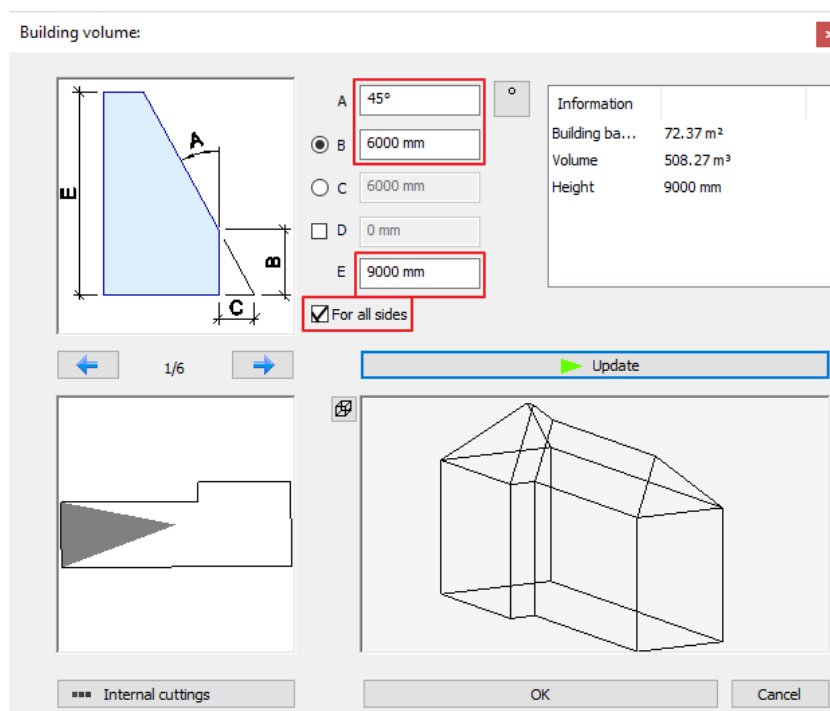 Building volume:
A 45° °
B 6000 mm
C 6000 mm
D 0 mm
E 9000 mm
For all sides
Information
Building ba... 72.37 m²
Volume 508.27 m³
Height 9000 mm
E
A
B
C
1/6
Update
Internal cuttings
OK
Cancel